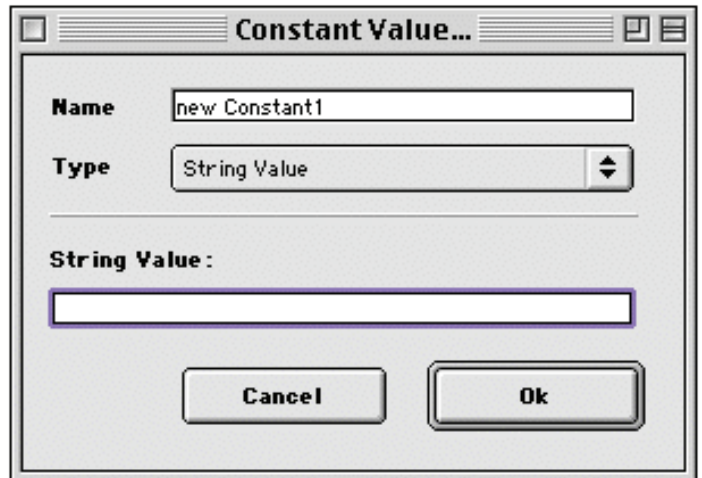 Constant Value...
Name new Constant1
Type String Value
String Value:
Cancel Ok